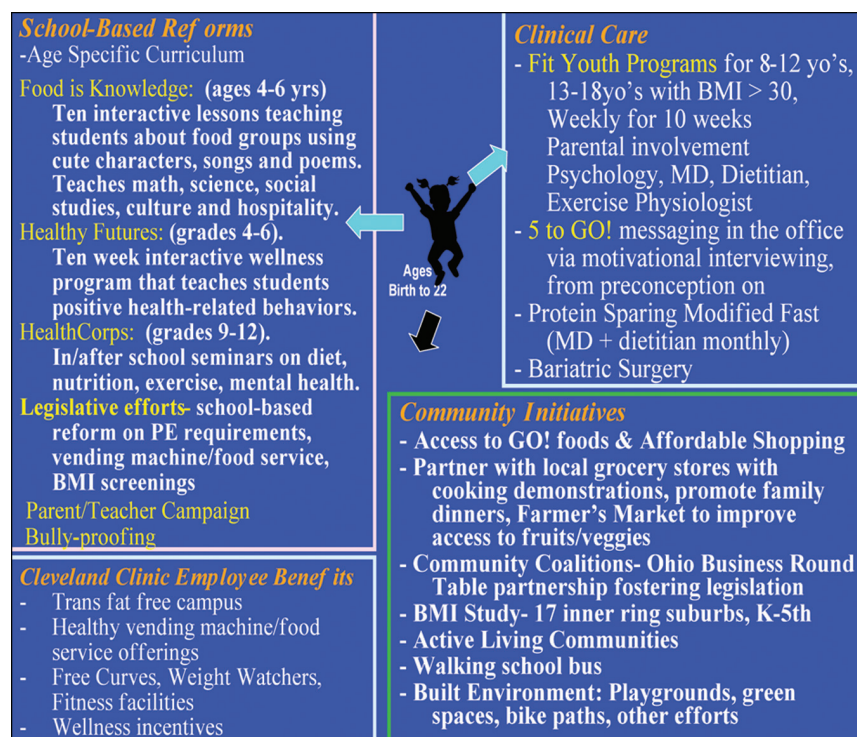 School-Based Reforms
-Age Specific Curriculum
Food is Knowledge: (ages 4-6 yrs)
Ten interactive lessons teaching
students about food groups using
cute characters, songs and poems.
Teaches math, science, social
studies, culture and hospitality.
Healthy Futures: (grades 4-6).
Ten week interactive wellness
program that teaches students
positive health-related behaviors.
HealthCorps: (grades 9-12).
In/after school seminars on diet,
nutrition, exercise, mental health.
Legislative efforts- school-based
reform on PE requirements,
vending machine/food service,
BMI screenings
Parent/Teacher Campaign
Bully-proofing
Ages
Birth to 22
Clinical Care
- Fit Youth Programs for 8-12 yo's,
13-18yo's with BMI > 30,
Weekly for 10 weeks
Parental involvement
Psychology, MD, Dietitian,
Exercise Physiologist
- 5 to GO! messaging in the office
via motivational interviewing,
from preconception on
- Protein Sparing Modified Fast
(MD + dietitian monthly)
- Bariatric Surgery
Cleveland Clinic Employee Benefits
- Trans fat free campus
- Healthy vending machine/food
service offerings
- Free Curves, Weight Watchers,
Fitness facilities
- Wellness incentives
Community Initiatives
- Access to GO! foods & Affordable Shopping
- Partner with local grocery stores with
cooking demonstrations, promote family
dinners, Farmer's Market to improve
access to fruits/veggies
- Community Coalitions- Ohio Business Round
Table partnership fostering legislation
- BMI Study- 17 inner ring suburbs, K-5th
- Active Living Communities
- Walking school bus
- Built Environment: Playgrounds, green
spaces, bike paths, other efforts